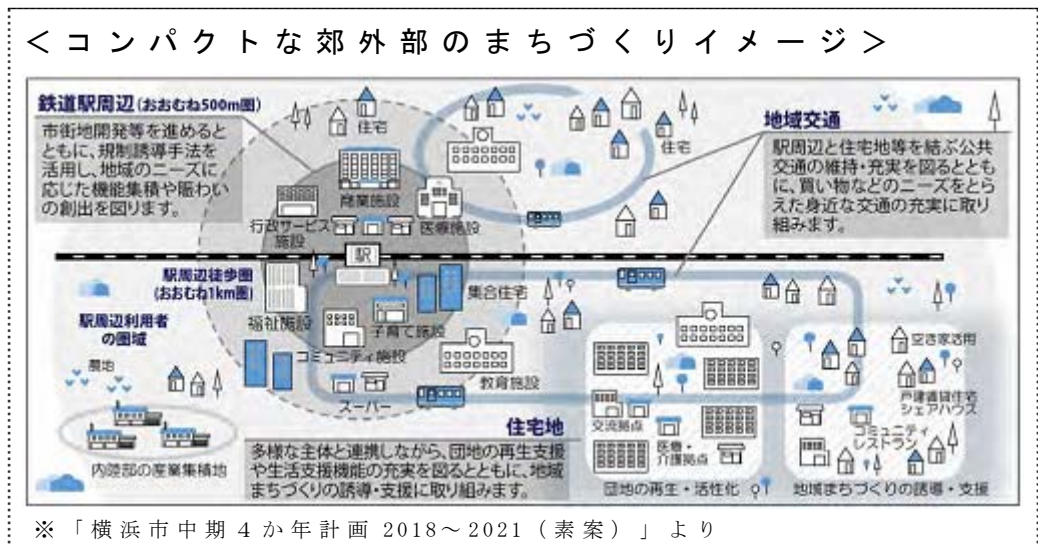 ＜コンパクトな郊外部のまちづくりイメージ＞
鉄道駅周辺(おおむね500m圏)
市街地開発等を進めると
ともに、規制誘導手法を
活用し、地域のニーズに
応じた機能集積や賑わい
の創出を図ります。
住宅
住宅
地域交通
駅周辺と住宅地等を結ぶ公共
交通の維持・充実を図るととも
に、買い物などのニーズをとら
えた身近な交通の充実に取り
組みます。
商業施設
行政サービス
施設
医療施設
駅
駅周辺徒歩圏
(おおむね1km圏)
集合住宅
福祉施設
子育て施設
コミュニティ施設
教育施設
スーパー
駅周辺利用者
の圏域
農地
内陸部の産業集積地
住宅地
多様な主体と連携しながら、団地の再生支援
や生活支援機能の充実を図るとともに、地域
まちづくりの誘導・支援に取り組みます。
交流拠点
医療・
介護拠点
団地の再生・活性化
空き家活用
戸建賃貸住宅
シェアハウス
コミュニティ
レストラン
地域まちづくりの誘導・支援
※「横浜市中期４か年計画 2018～2021（素案）」より